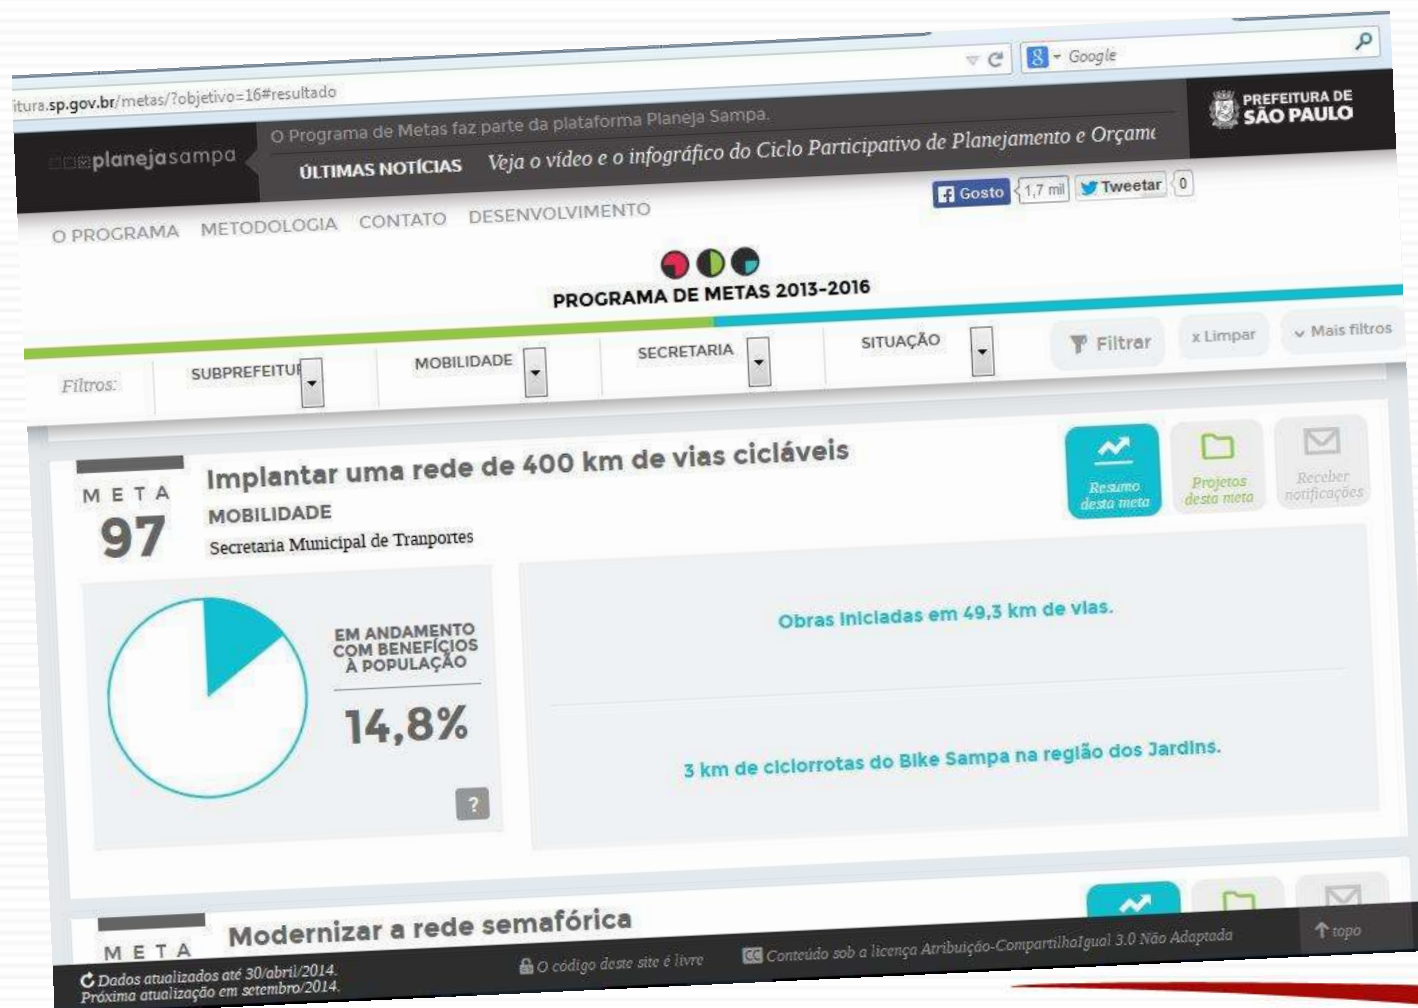 itura.sp.gov.br/metas/?objetivo=16#resultado
Google
planejasampa
O Programa de Metas faz parte da plataforma Planeja Sampa.
ÚLTIMAS NOTÍCIAS Veja o vídeo e o infográfico do Ciclo Participativo de Planejamento e Orçame
PREFEITURA DE
SÃO PAULO
O PROGRAMA METODOLOGIA CONTATO DESENVOLVIMENTO
Gosto 1,7 mil Tweetar 0
PROGRAMA DE METAS 2013-2016
Filtros: SUBPREFEITUR MOBILIDADE SECRETARIA SITUAÇÃO Filtrar x Limpar Mais filtros
META
97
Implantar uma rede de 400 km de vias cicláveis
MOBILIDADE
Secretaria Municipal de Tranportes
Resumo
desta meta
Projetos
desta meta
Receber
notificações
EM ANDAMENTO
COM BENEFÍCIOS
À POPULAÇÃO
14,8%
?
Obras iniciadas em 49,3 km de vias.
3 km de ciclorrotas do Bike Sampa na região dos Jardins.
META
Modernizar a rede semafórica
Dados atualizados até 30/abril/2014.
Próxima atualização em setembro/2014.
O código deste site é livre
CC Conteúdo sob a licença Atribuição-CompartilhaIgual 3.0 Não Adaptada
topo